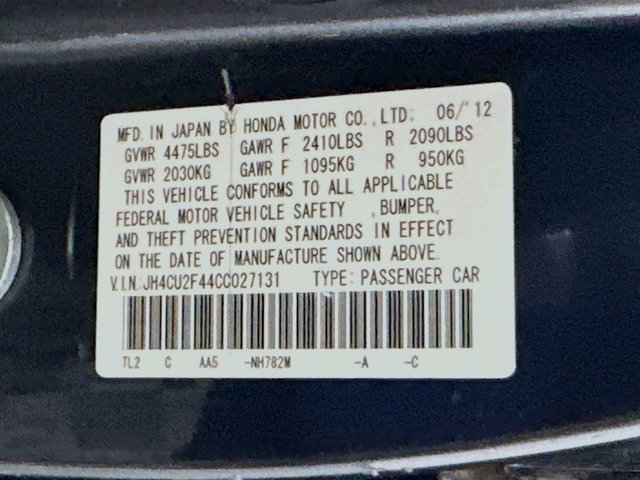 MFD. IN JAPAN BY HONDA MOTOR CO., LTD. 06/'12
GVWR 4475LBS GAWR F 2410LBS R 2090LBS
GVWR 2030KG GAWR F 1095KG R 950KG
THIS VEHICLE CONFORMS TO ALL APPLICABLE
FEDERAL MOTOR VEHICLE SAFETY ,BUMPER,
AND THEFT PREVENTION STANDARDS IN EFFECT
ON THE DATE OF MANUFACTURE SHOWN ABOVE.
V.I.N.: JH4CU2F44CC027131 TYPE: PASSENGER CAR
TL2 C AA5 -NH782M -A -C